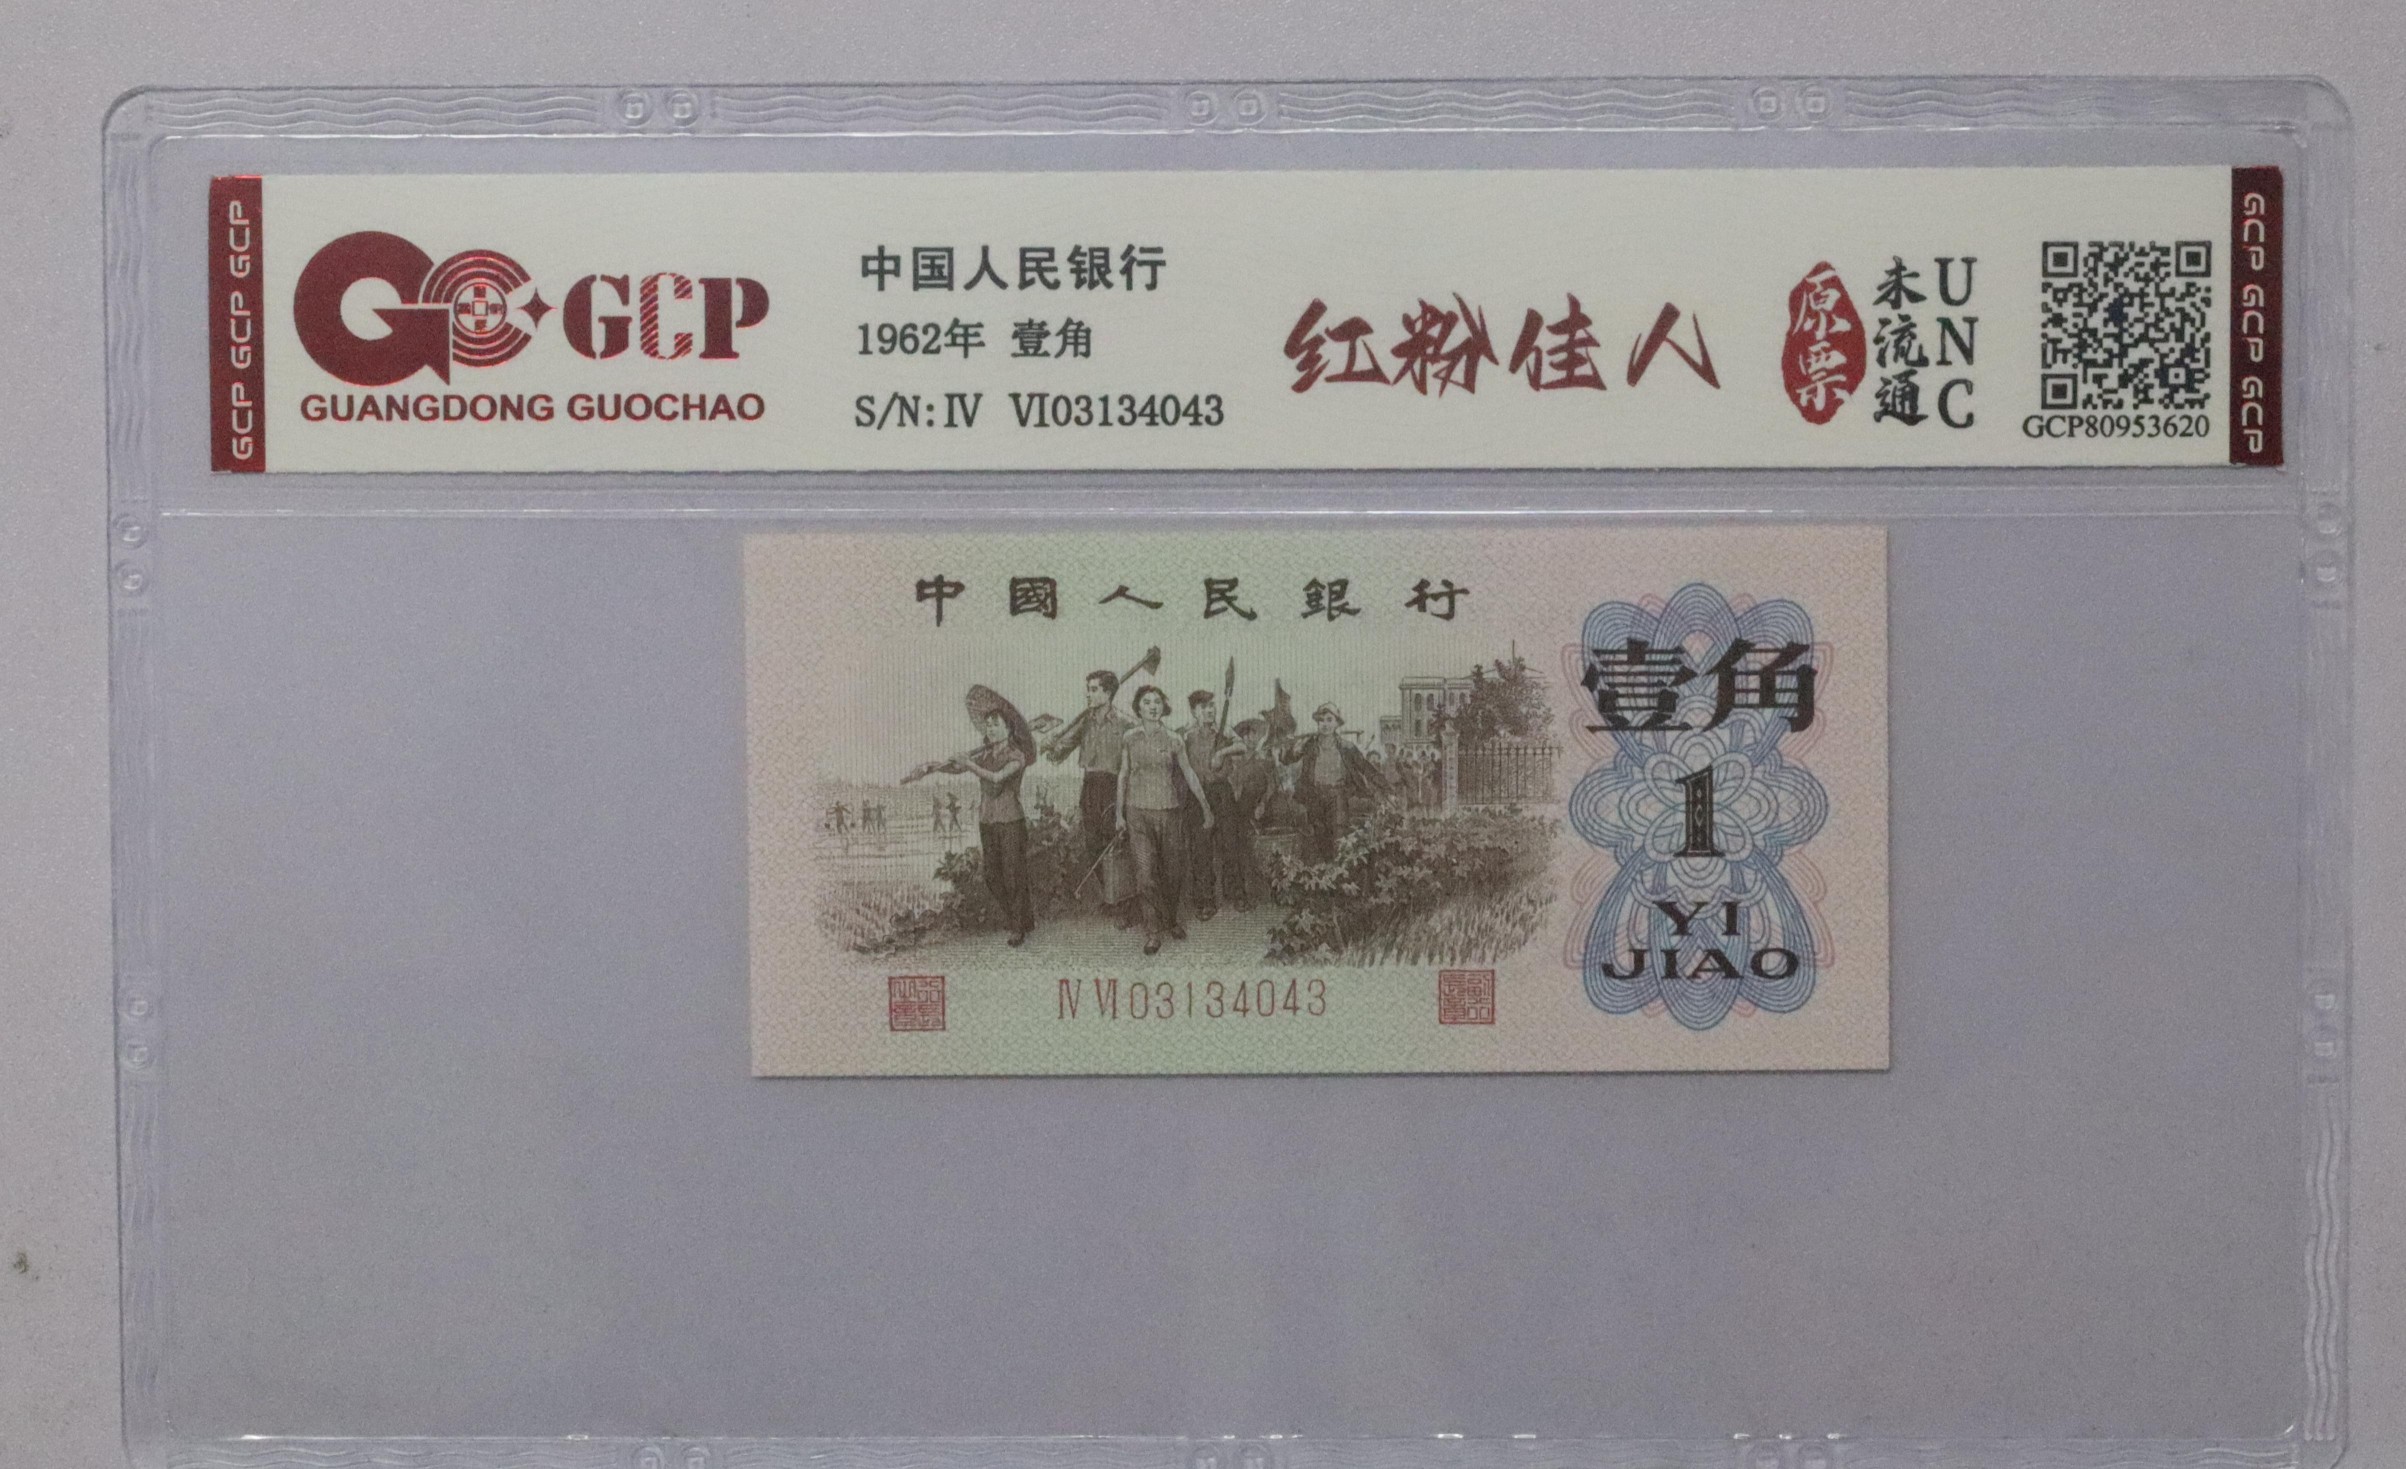 GCP GCP GCP
GCP
GUANGDONG GUOCHAO
中国人民银行
1962年 壹角
S/N: IV VI03134043
红粉佳人
原票
未流通
UNC
GCP80953620
GCP GCP GCP
中國人民銀行
壹角
1
YI
JIAO
IV VI 03134043